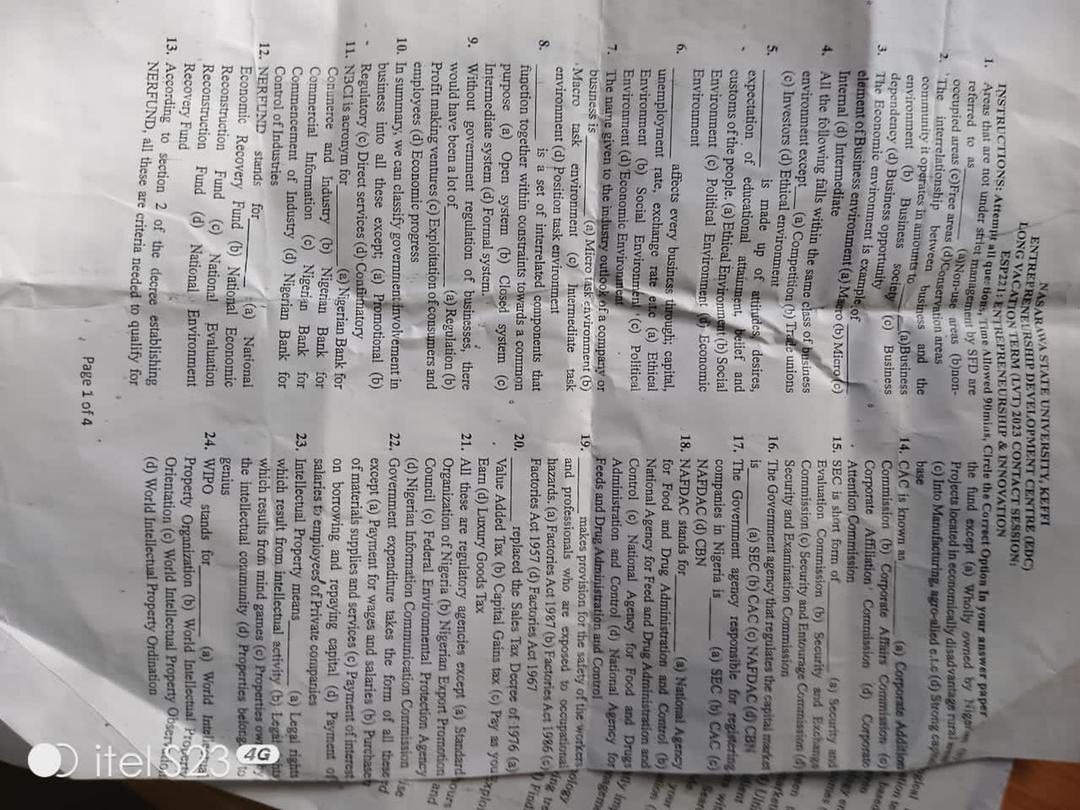 NASARAWA STATE UNIVERSITY, KEFFI
ENTREPRENEURSHIP DEVELOPMENT CENTRE (EDC)
LONG VACATION TERM (LVT) 2023 CONTACT SESSION:
ESP221: ENTREPRENEURSHIP & INNOVATION
INSTRUCTIONS: Attempt all questions, Time Allowed 90mins, Circle the Correct Option In your answer paper
1. Areas that are not under strict management by SFD are
referred to as ______ (a)Non-use areas (b)non-
occupied areas (c)Free areas (d)Conservation areas
2. The interrelationship between business and the
community it operates in amounts to ______ (a)Business
environment (b) Business society (c) Business
dependency (d) Business opportunity
3. The Economic environment is example of ______
element of Business environment (a) Macro (b) Micro (c)
Internal (d) Intermediate
4. All the following falls within the same class of business
environment except ______ (a) Competition (b) Trade unions
(c) Investors (d) Ethical environment
5. ______ is made up of attitudes, desires,
expectation of educational attainment, belief and
customs of the people. (a) Ethical Environment (b) Social
Environment (c) Political Environment (d) Economic
Environment
6. ______ affects every business through; capital,
unemployment rate, exchange rate etc (a) Ethical
Environment (b) Social Environment (c) Political
Environment (d) Economic Environment
7. The name given to the industry outlook of a company or
business is ______ (a) Micro task environment (b)
Macro task environment (c) Intermediate task
environment (d) Position task environment
8. ______ is a set of interrelated components that
function together within constraints towards a common
purpose (a) Open system (b) Closed system (c)
Intermediate system (d) Formal system
9. Without government regulation of businesses, there
would have been a lot of ______ (a) Regulation (b)
Profit making ventures (c) Exploitation of consumers and
employees (d) Economic progress
10. In summary, we can classify government involvement in
business into all these except; (a) Promotional (b)
Regulatory (c) Direct services (d) Confirmatory
11. NBCI is acronym for ______ (a) Nigerian Bank for
Commerce and Industry (b) Nigerian Bank for
Commercial Information (c) Nigerian Bank for
Commencement of Industry (d) Nigerian Bank for
Control of Industries
12. NERFUND stands for ______ (a) National
Economic Recovery Fund (b) National Economic
Reconstruction Fund (c) National Evaluation
Reconstruction Fund (d) National Environment
Recovery Fund
13. According to section 2 of the decree establishing
NERFUND, all these are criteria needed to qualify for
the fund except (a) Wholly owned by
Projects located in economically disadvantage rural
(c) Into Manufacturing, agro-allied e.t.c (d) Strong
base
14. CAC is known as ______ (a) Corporate
Commission (b) Corporate Affairs Commission (c)
Corporate Affiliation Commission (d) Corporate
Attention Commission
15. SEC is short form of ______ (a) Security and
Evaluation Commission (b) Security and Exchange
Commission (c) Security and Entourage Commission (d)
Security and Examination Commission
16. The Government agency that regulates the capital market
is ______ (a) SEC (b) CAC (c) NAFDAC (d) CBN
17. The Government agency responsible for registering
companies in Nigeria is ______ (a) SEC (b) CAC (c)
NAFDAC (d) CBN
18. NAFDAC stands for ______ (a) National Agency
for Food and Drug Administration and Control (b)
National Agency for Feed and Drug Administration and
Control (c) National Agency for Food and Drugs
Administration and Control (d) National Agency for
Feeds and Drug Administration and Control
19. ______ makes provision for the safety of the workers
and professionals who are exposed to occupational
hazards. (a) Factories Act 1987 (b) Factories Act 1986 (c)
Factories Act 1957 (d) Factories Act 1967
20. ______ replaced the Sales Tax Decree of 1976 (a)
Value Added Tax (b) Capital Gains tax (c) Pay as you
Earn (d) Luxury Goods Tax
21. All these are regulatory agencies except (a) Standard
Organization of Nigeria (b) Nigerian Export Promotion
Council (c) Federal Environmental Protection Agency
(d) Nigerian Information Communication Commission
22. Government expenditure takes the form of all these
except (a) Payment for wages and salaries (b) Purchase
of materials supplies and services (c) Payment of interest
on borrowing and repaying capital (d) Payment of
salaries to employees of Private companies
23. Intellectual Property means ______ (a) Legal rights
which result from intellectual activity (b) Legal
which results from mind games (c) Properties
the intellectual community (d) Properties belong to
genius
24. WIPO stands for ______ (a) World
Property Organization (b) World Intellectual
Orientation (c) World Intellectual Property
(d) World Intellectual Property Ordination
Page 1 of 4
itel S23 4G